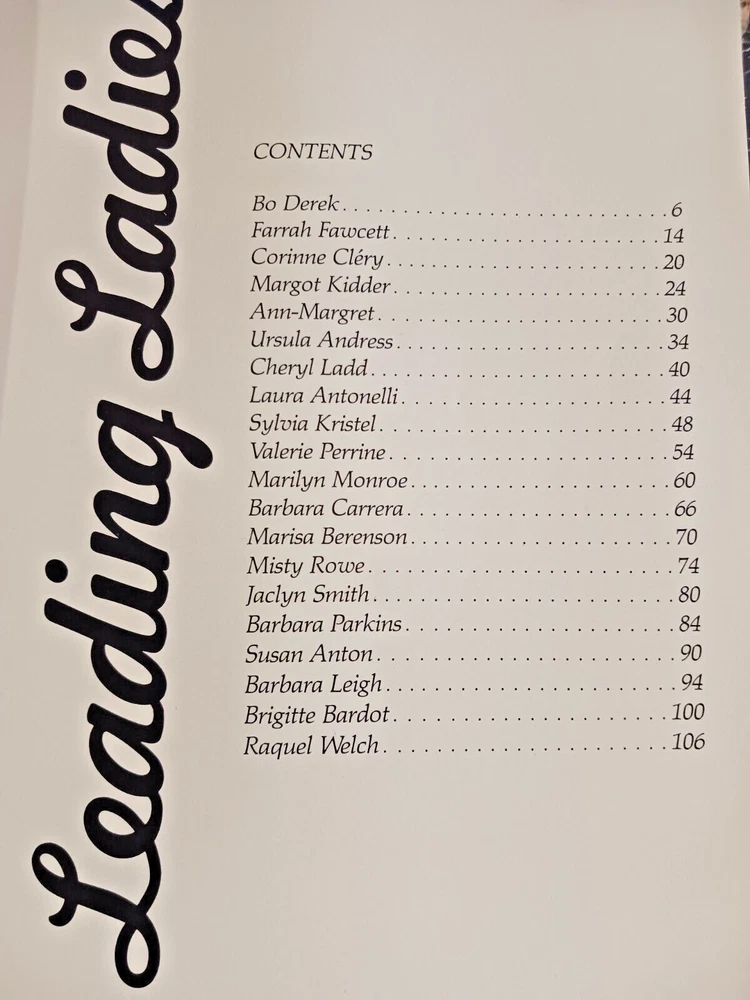 Leading Ladies
CONTENTS
Bo Derek. . . . . . . . . . . . . . . . . . . . . . . . . . . . 6
Farrah Fawcett. . . . . . . . . . . . . . . . . . . . . . . 14
Corinne Cléry. . . . . . . . . . . . . . . . . . . . . . . . 20
Margot Kidder. . . . . . . . . . . . . . . . . . . . . . . 24
Ann-Margret. . . . . . . . . . . . . . . . . . . . . . . . 30
Ursula Andress. . . . . . . . . . . . . . . . . . . . . . . 34
Cheryl Ladd. . . . . . . . . . . . . . . . . . . . . . . . . 40
Laura Antonelli. . . . . . . . . . . . . . . . . . . . . . . 44
Sylvia Kristel. . . . . . . . . . . . . . . . . . . . . . . . 48
Valerie Perrine. . . . . . . . . . . . . . . . . . . . . . . 54
Marilyn Monroe. . . . . . . . . . . . . . . . . . . . . . 60
Barbara Carrera. . . . . . . . . . . . . . . . . . . . . . 66
Marisa Berenson. . . . . . . . . . . . . . . . . . . . . . 70
Misty Rowe. . . . . . . . . . . . . . . . . . . . . . . . . 74
Jaclyn Smith. . . . . . . . . . . . . . . . . . . . . . . . 80
Barbara Parkins. . . . . . . . . . . . . . . . . . . . . . 84
Susan Anton. . . . . . . . . . . . . . . . . . . . . . . . 90
Barbara Leigh. . . . . . . . . . . . . . . . . . . . . . . 94
Brigitte Bardot. . . . . . . . . . . . . . . . . . . . . . 100
Raquel Welch. . . . . . . . . . . . . . . . . . . . . . . 106